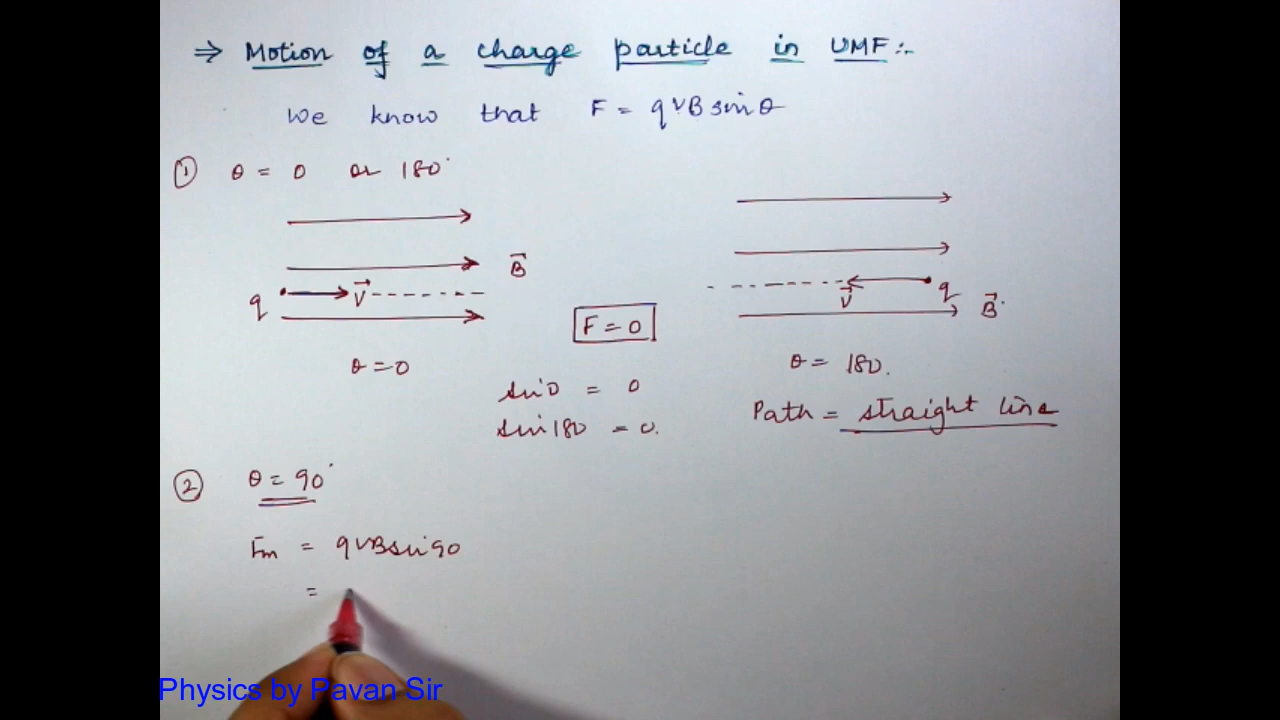 ⇒ Motion of a charge particle in UMF :-
We know that F = qVB sin θ
① θ = 0 or 180°
B⃗
q V⃗
θ = 0
F = 0
sin 0 = 0
sin 180 = 0.
V⃗ q B⃗
θ = 180.
Path = straight line
② θ = 90°
Fm = qVB sin 90
=
Physics by Pavan Sir